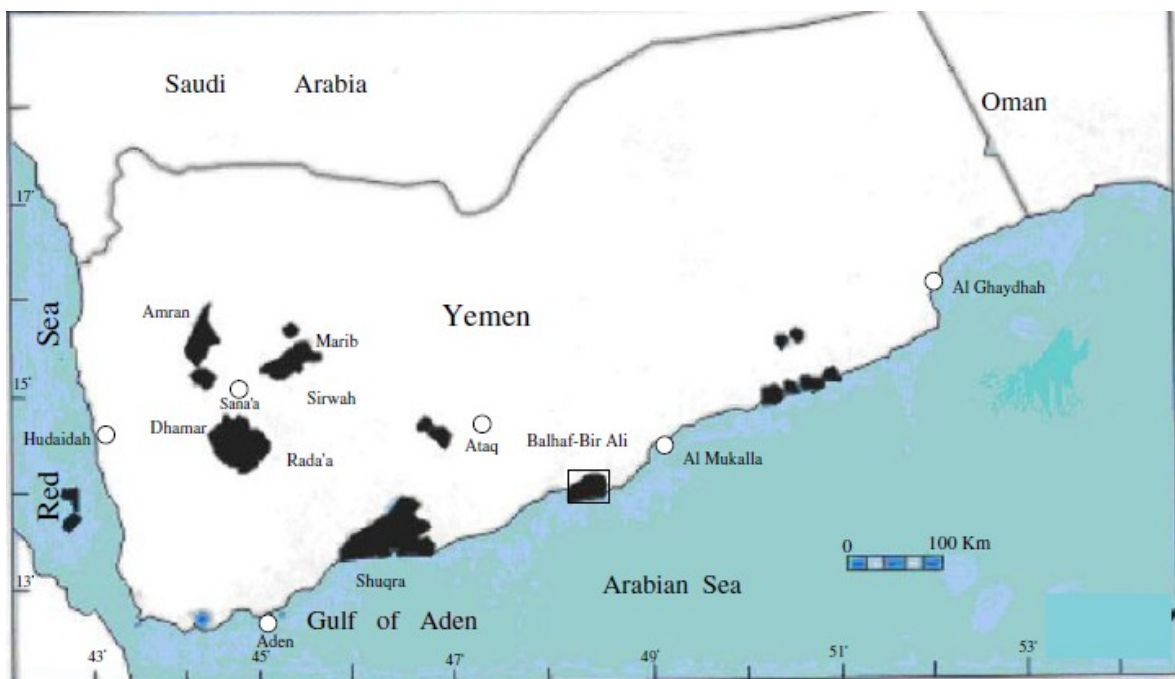 Saudi Arabia
Oman
17°
Red Sea
Amran
Marib
Yemen
Al Ghaydhah
15°
Sana'a
Sirwah
Dhamar
Hudaidah
Rada'a
Ataq
Balhaf-Bir Ali
Al Mukalla
0 100 Km
Shuqra
13°
Arabian Sea
Gulf of Aden
Aden
43°
45°
47°
49°
51°
53°